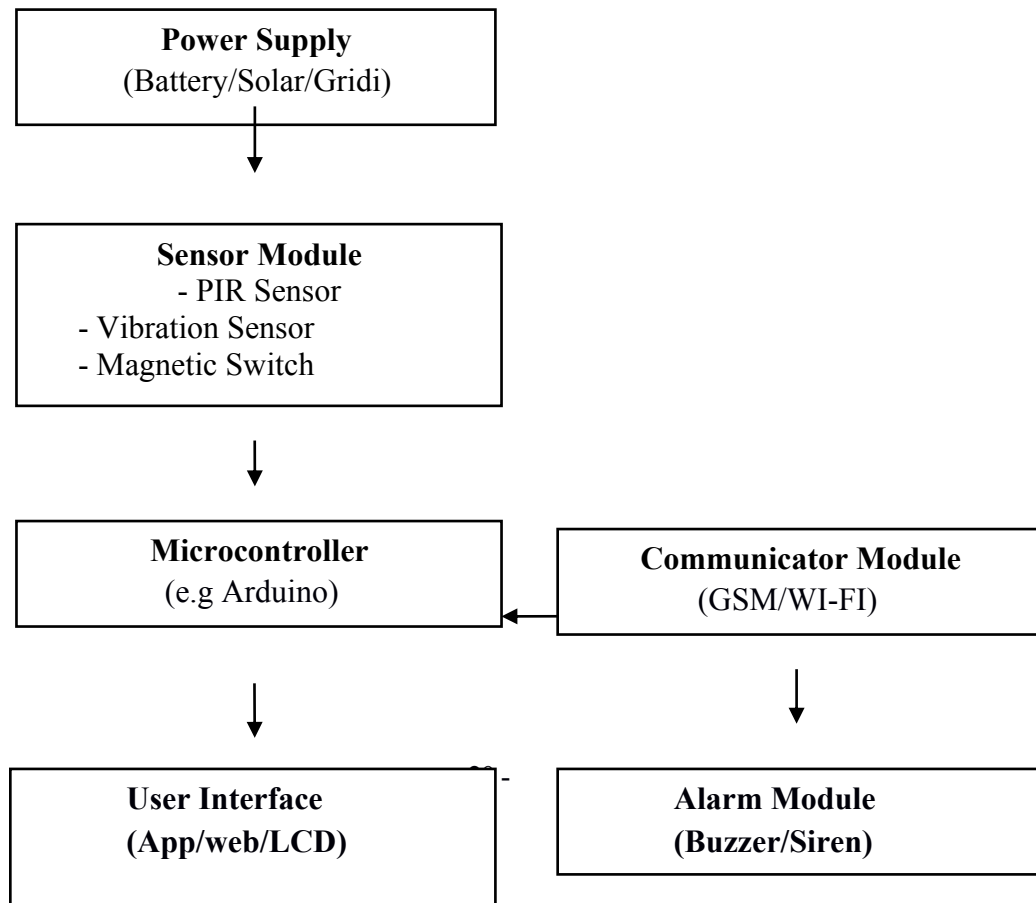 Power Supply
(Battery/Solar/Gridi)
Sensor Module
- PIR Sensor
- Vibration Sensor
- Magnetic Switch
Microcontroller
(e.g Arduino)
Communicator Module
(GSM/WI-FI)
User Interface
(App/web/LCD)
Alarm Module
(Buzzer/Siren)